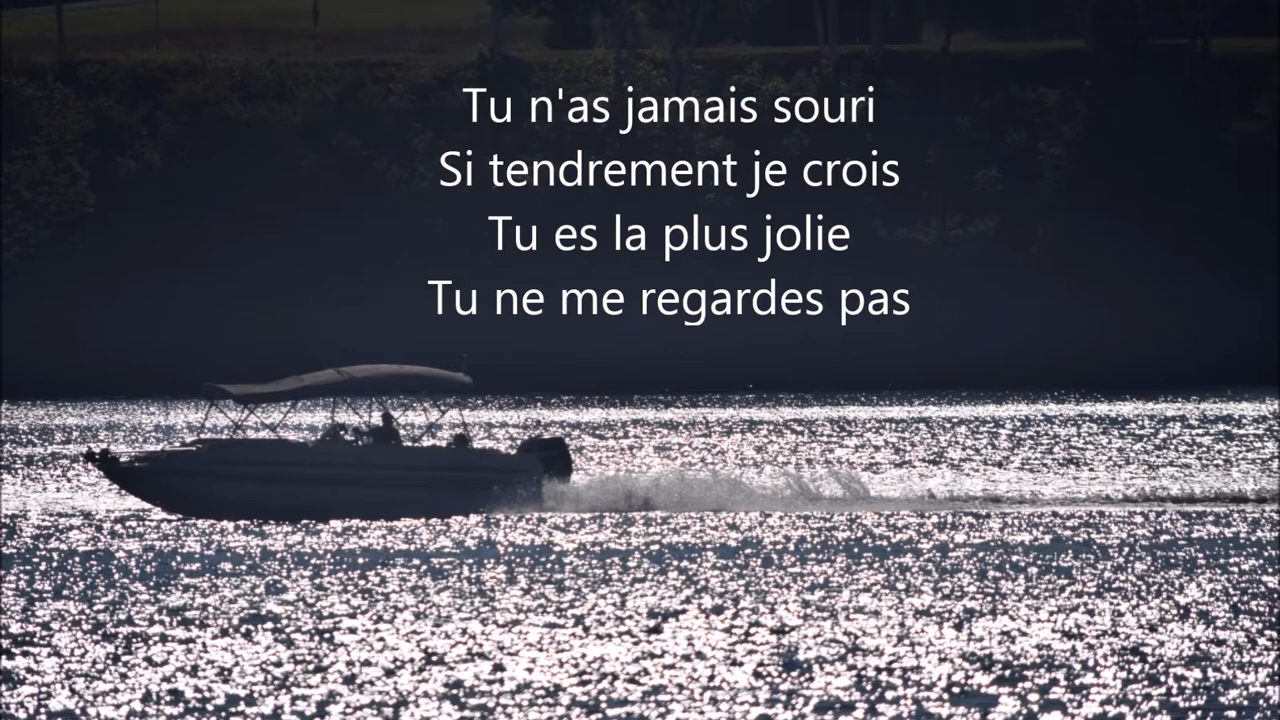 Tu n'as jamais souri
Si tendrement je crois
Tu es la plus jolie
Tu ne me regardes pas